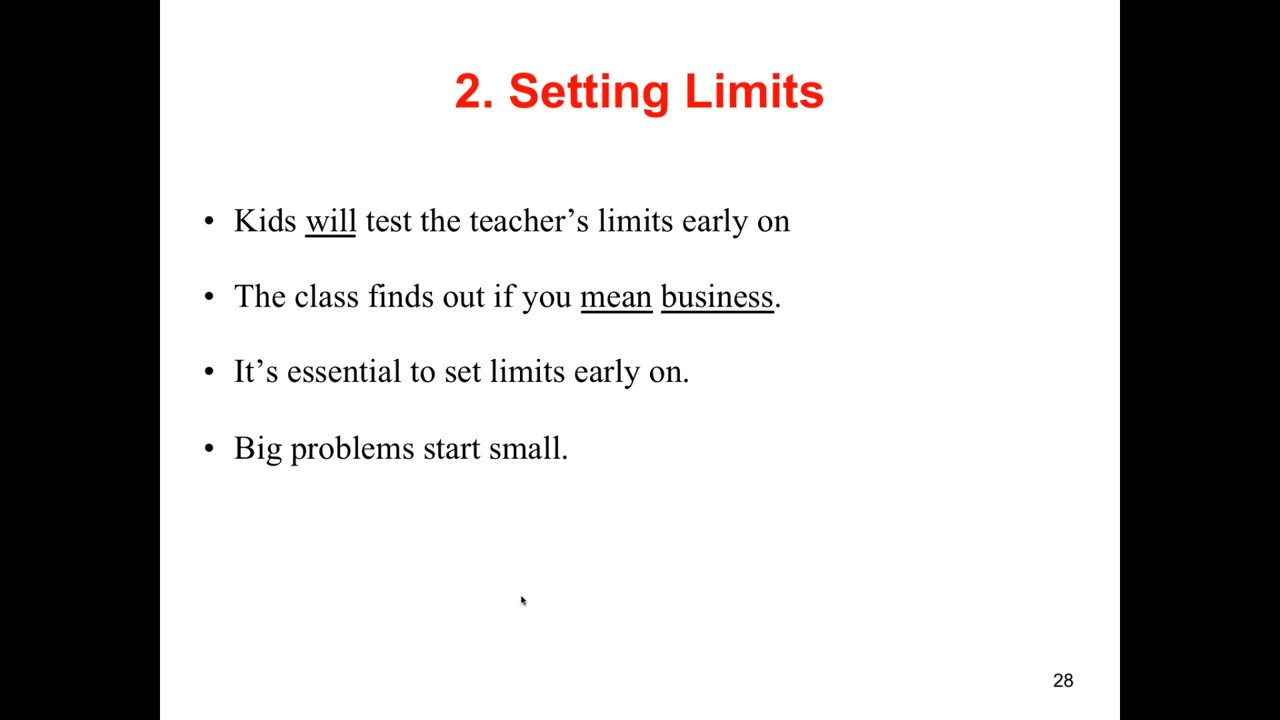 2. Setting Limits
• Kids will test the teacher’s limits early on
• The class finds out if you mean business.
• It’s essential to set limits early on.
• Big problems start small.
28